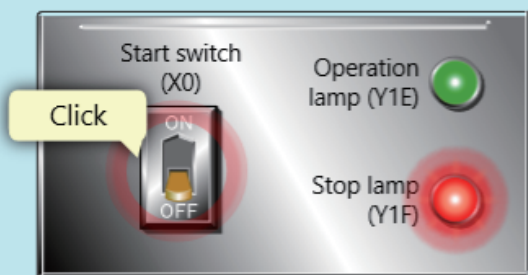 Start switch
(X0)
Click
ON
OFF
Operation
lamp (Y1E)
Stop lamp
(Y1F)